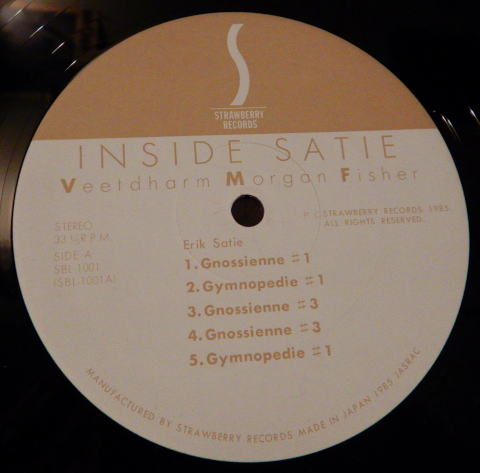 S
STRAWBERRY
RECORDS
INSIDE SATIE
Veetdharm Morgan Fisher
STEREO
33 ⅓ R.P.M.
SIDE A
SBL-1001
(SBL-1001A)
℗ © STRAWBERRY RECORDS, 1985.
ALL RIGHTS RESERVED.
Erik Satie
1. Gnossienne #1
2. Gymnopedie #1
3. Gnossienne #3
4. Gnossienne #3
5. Gymnopedie #1
MANUFACTURED BY STRAWBERRY RECORDS MADE IN JAPAN 1985 JASRAC